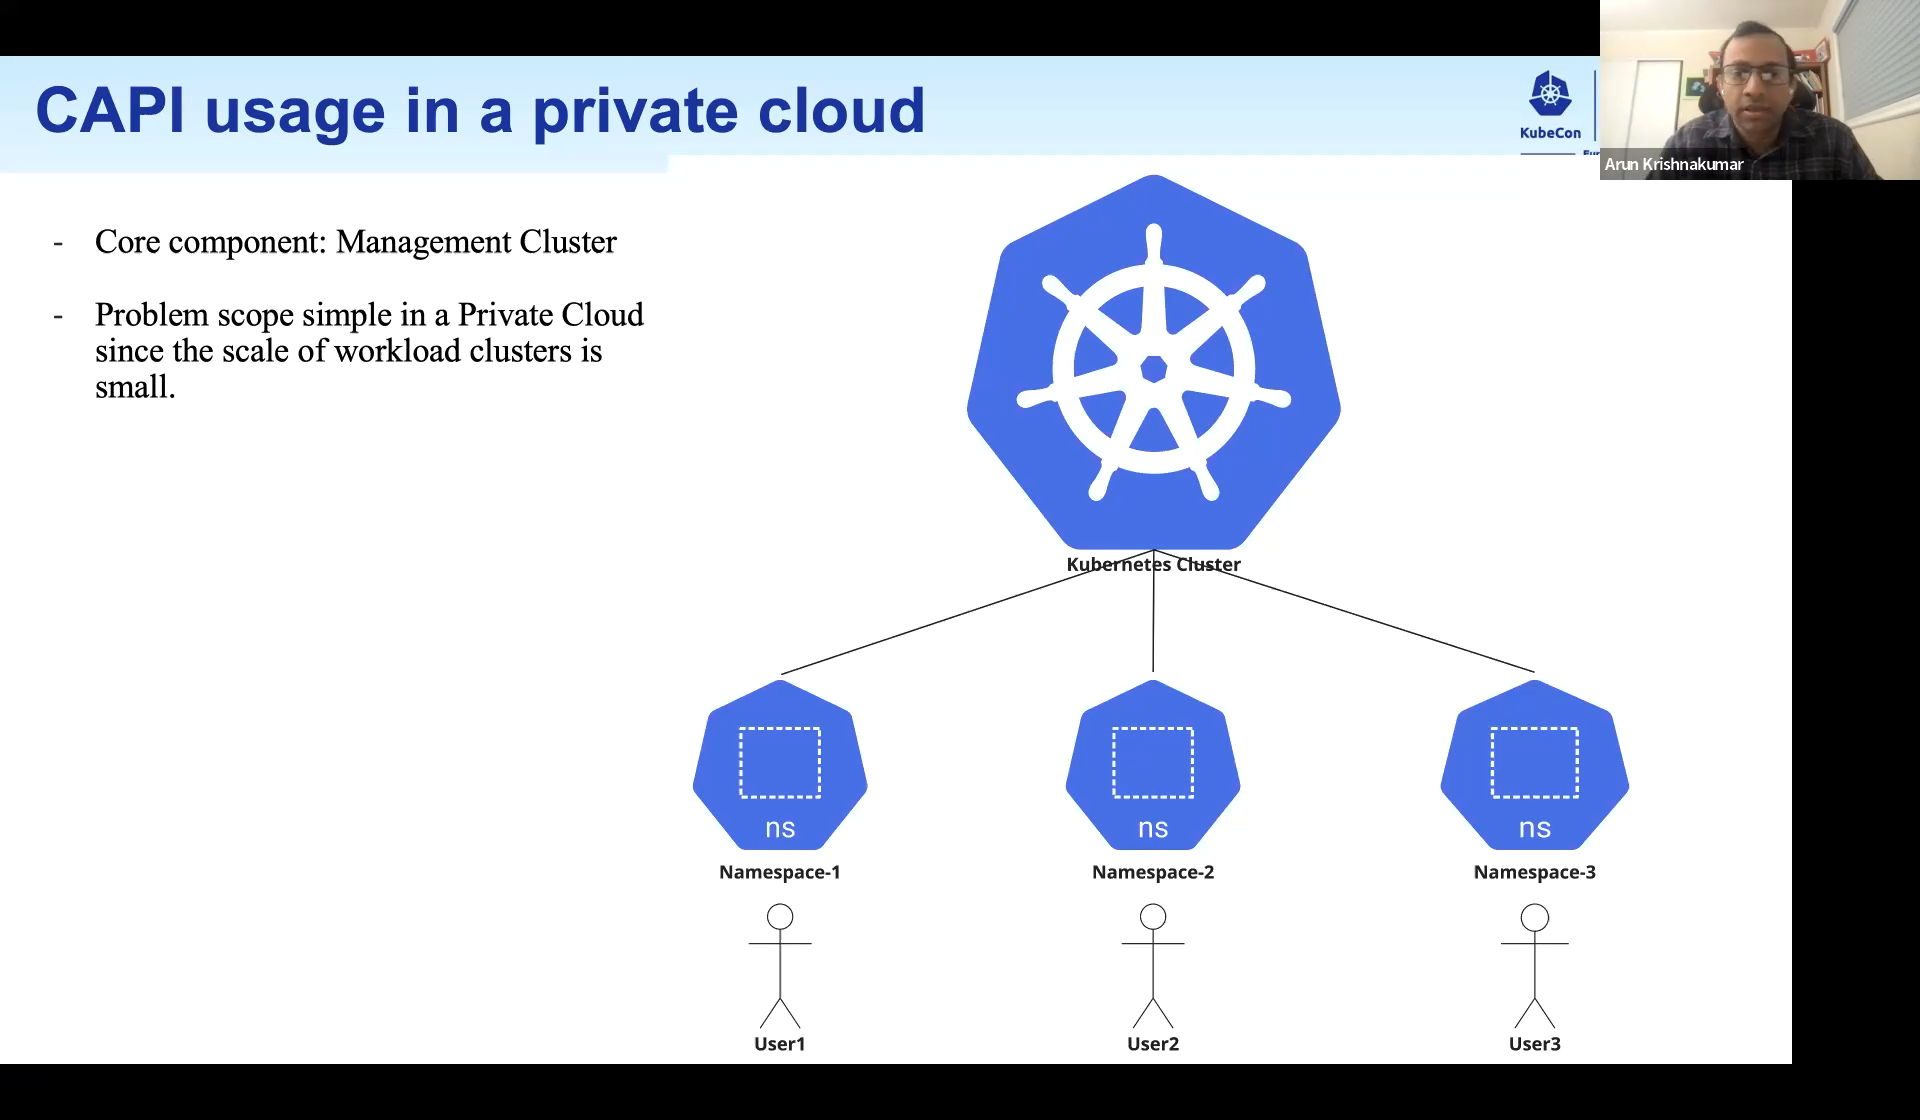 CAPI usage in a private cloud
KubeCon
Arun Krishnakumar
- Core component: Management Cluster
- Problem scope simple in a Private Cloud
since the scale of workload clusters is
small.
Kubernetes Cluster
ns
ns
ns
Namespace-1
Namespace-2
Namespace-3
User1
User2
User3